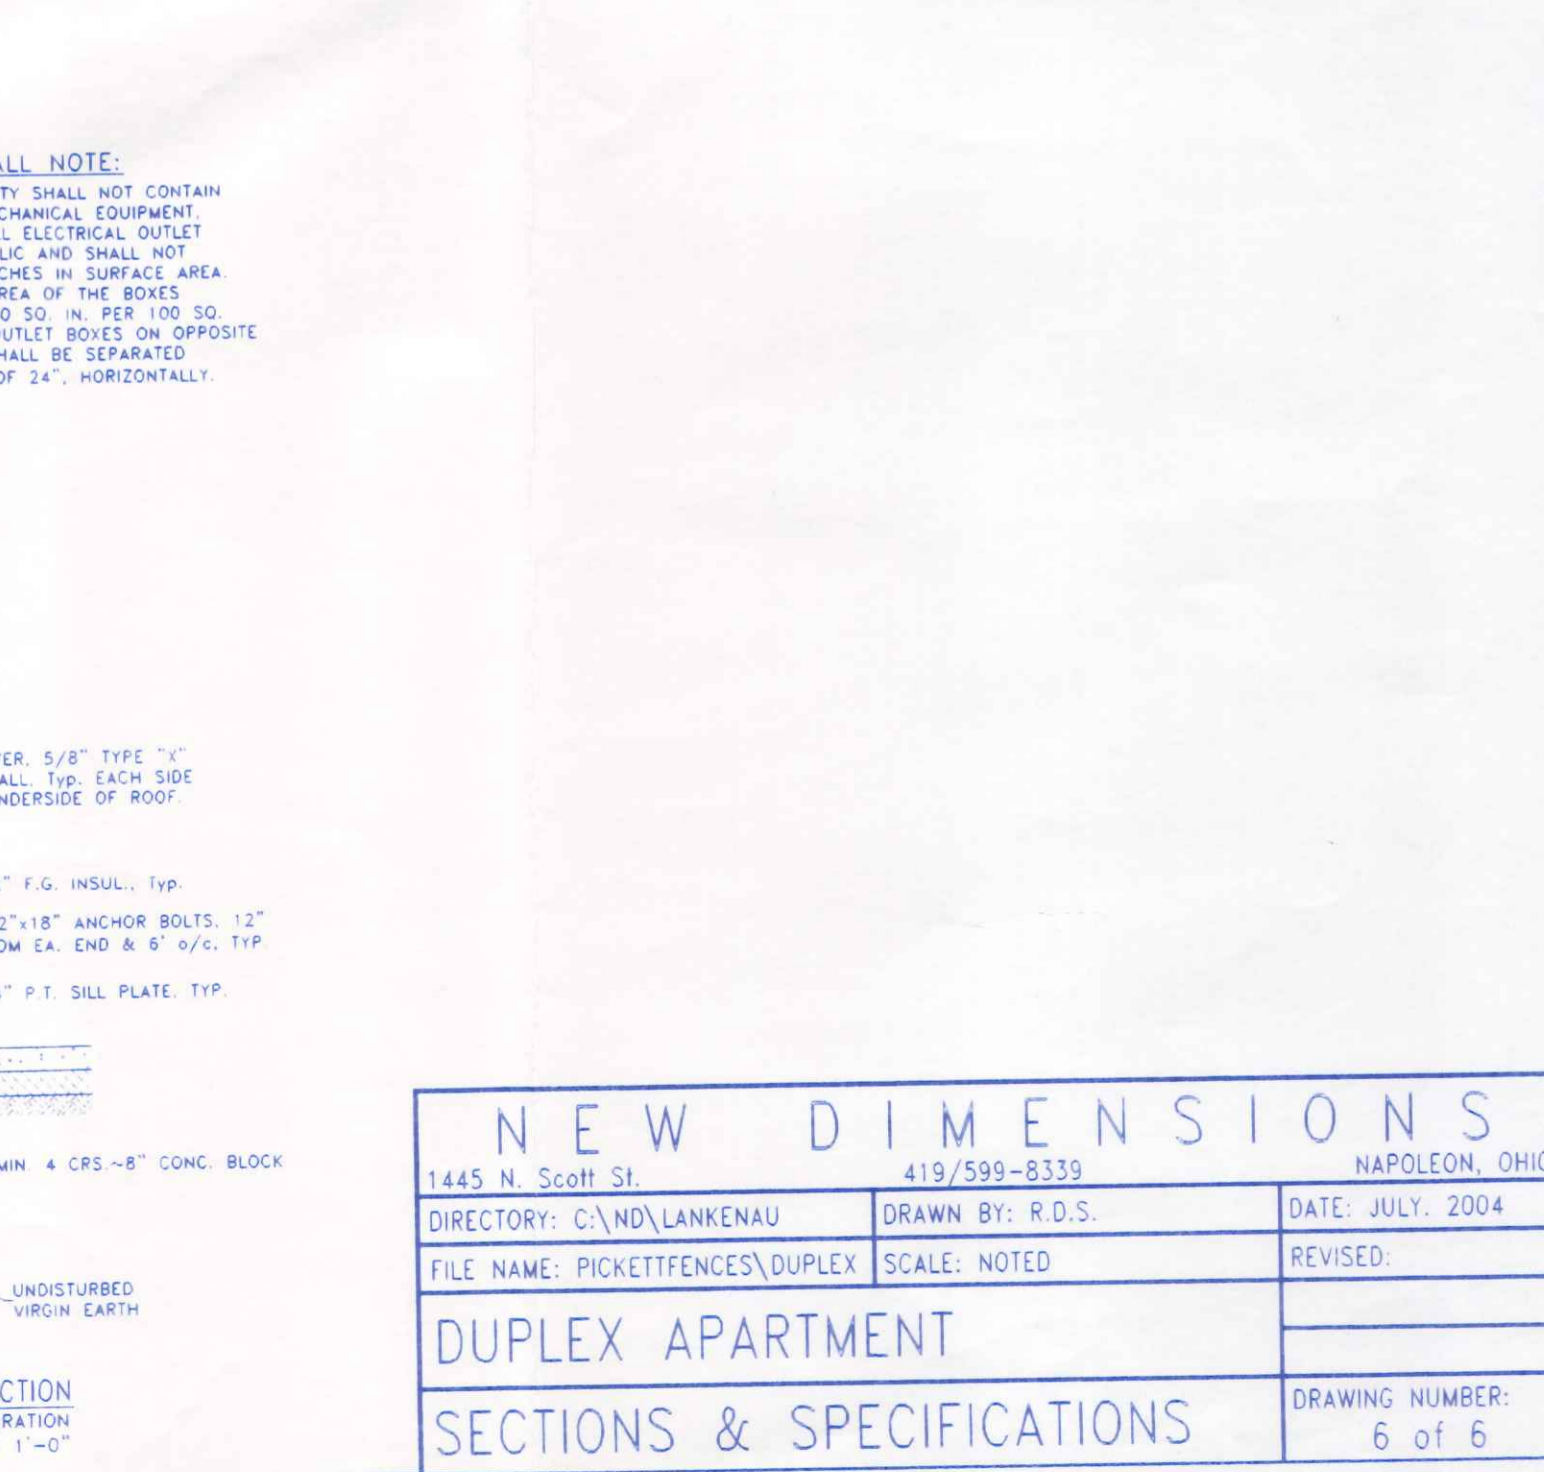 ALL NOTE:
TY SHALL NOT CONTAIN
CHANICAL EQUIPMENT,
L ELECTRICAL OUTLET
LIC AND SHALL NOT
CHES IN SURFACE AREA.
REA OF THE BOXES
0 SQ. IN. PER 100 SQ.
OUTLET BOXES ON OPPOSITE
HALL BE SEPARATED
OF 24", HORIZONTALLY.
ER, 5/8" TYPE "X"
ALL, Typ. EACH SIDE
NDERSIDE OF ROOF.
" F.G. INSUL., Typ.
2"x18" ANCHOR BOLTS, 12"
OM EA. END & 6' o/c, TYP
" P.T. SILL PLATE, TYP.
MIN. 4 CRS.~8" CONC. BLOCK
UNDISTURBED
VIRGIN EARTH
CTION
RATION
1'-0"
NEW DIMENSIONS
1445 N. Scott St. 419/599-8339 NAPOLEON, OHIO
DIRECTORY: C:\ND\LANKENAU DRAWN BY: R.D.S. DATE: JULY. 2004
FILE NAME: PICKETTFENCES\DUPLEX SCALE: NOTED REVISED:
DUPLEX APARTMENT
SECTIONS & SPECIFICATIONS
DRAWING NUMBER:
6 of 6